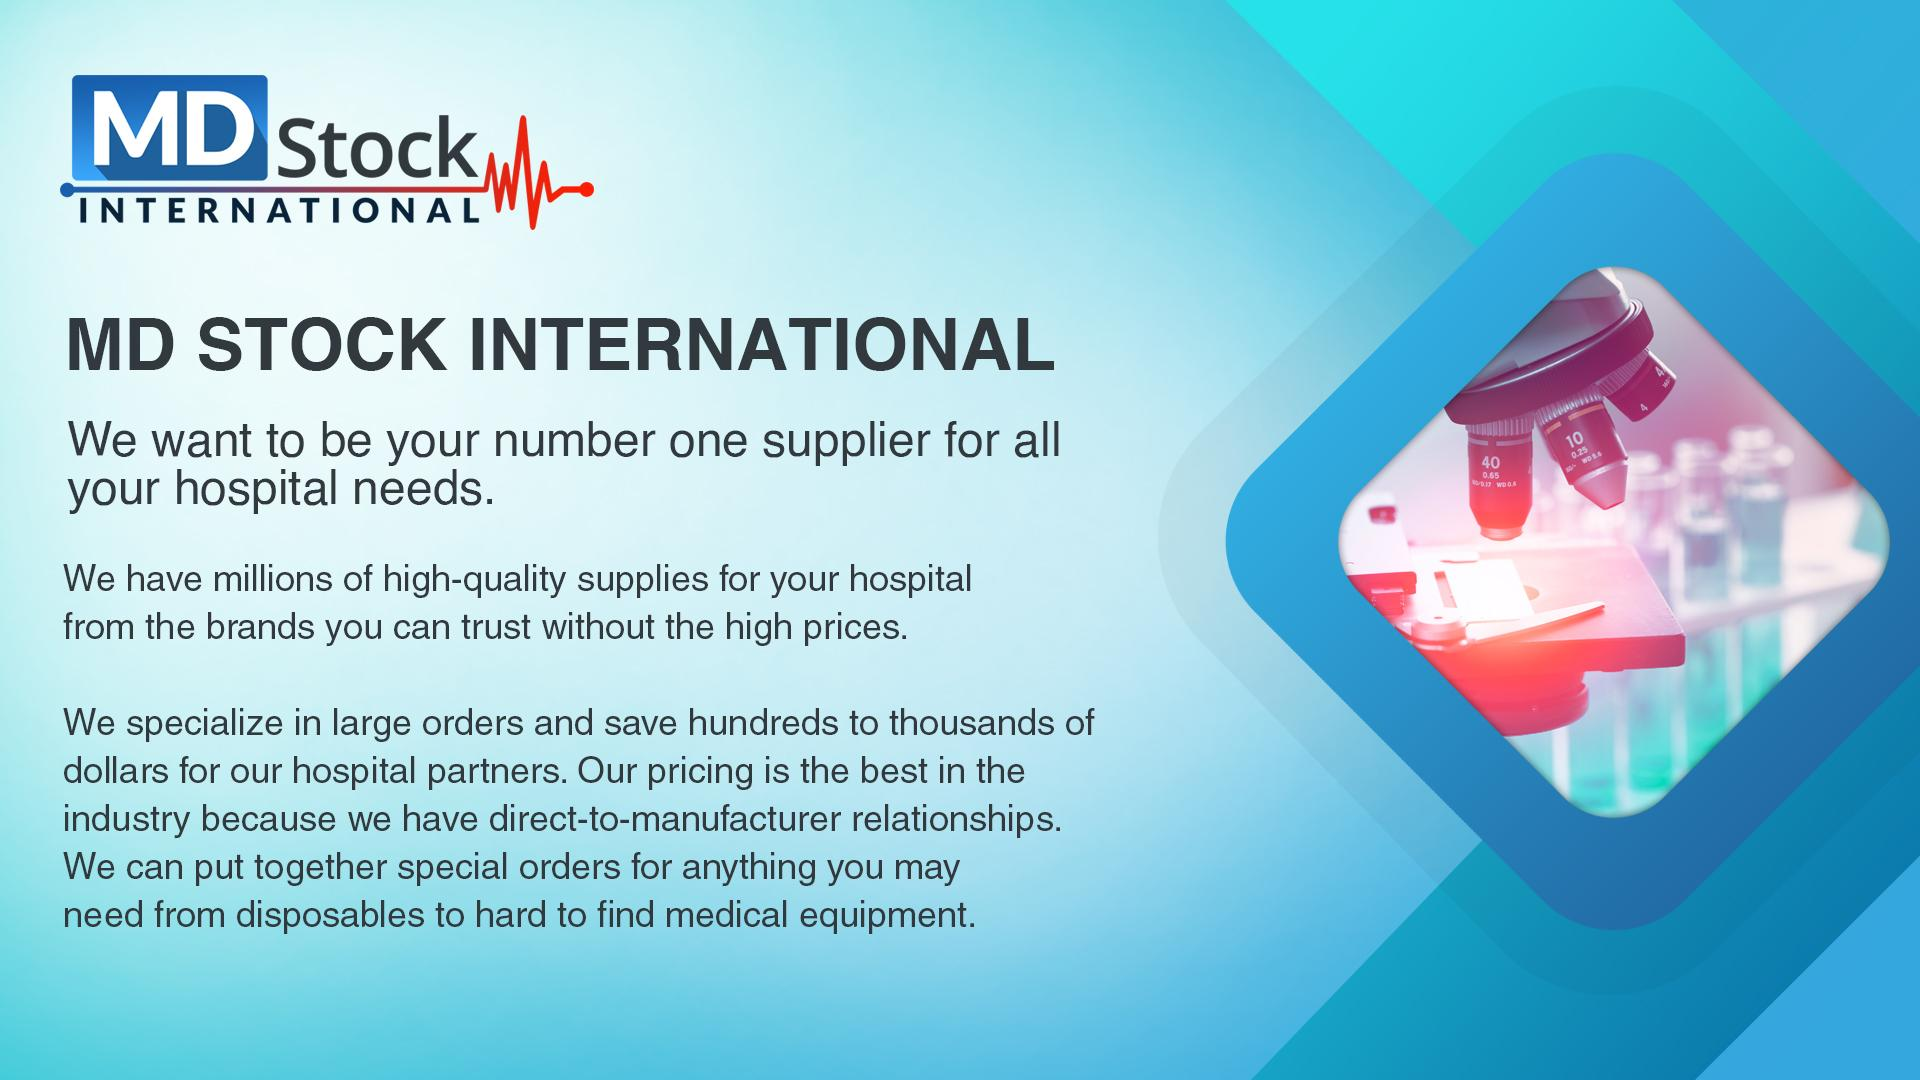 MD Stock
INTERNATIONAL
MD STOCK INTERNATIONAL
We want to be your number one supplier for all
your hospital needs.
We have millions of high-quality supplies for your hospital
from the brands you can trust without the high prices.
We specialize in large orders and save hundreds to thousands of
dollars for our hospital partners. Our pricing is the best in the
industry because we have direct-to-manufacturer relationships.
We can put together special orders for anything you may
need from disposables to hard to find medical equipment.
4
4
10
0.25
40
0.65
WD 0.6